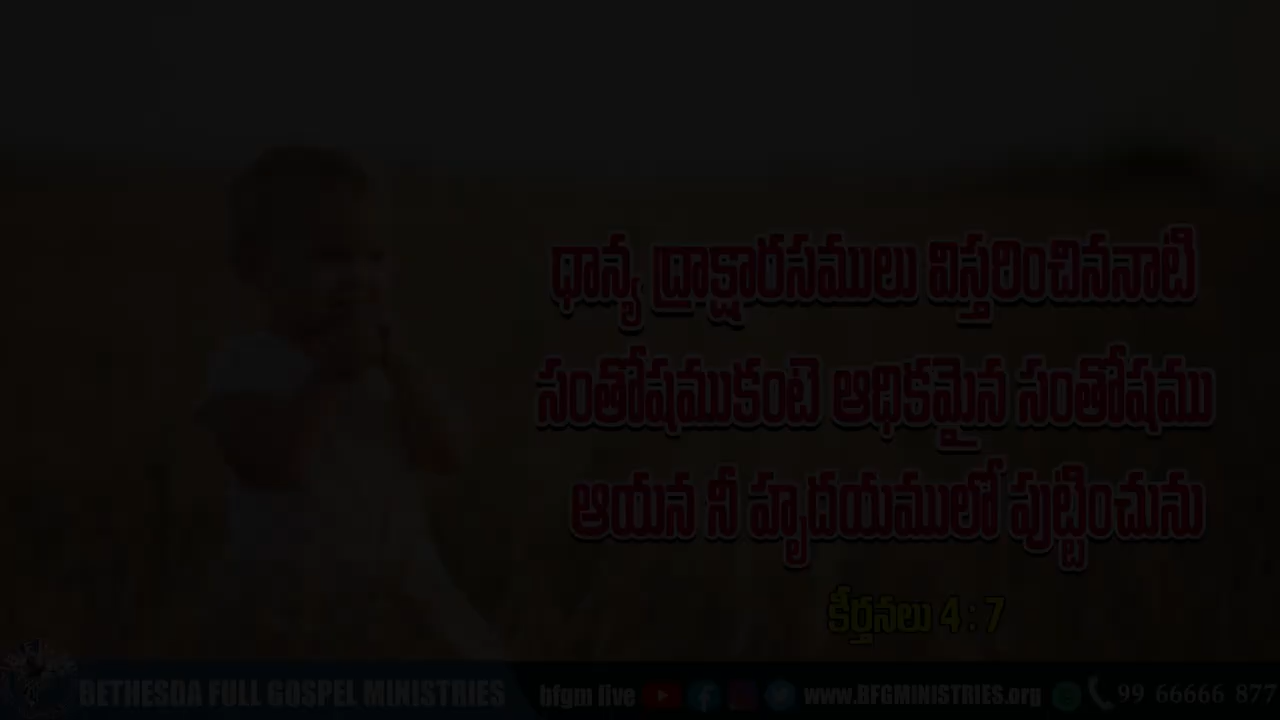 ధాన్య ద్రాక్షారసములు విస్తరించిననాటి
సంతోషముకంటె ఆధికమైన సంతోషము
ఆయన నీ హృదయములో పుట్టించును
కీర్తనలు 4 : 7
BETHESDA FULL GOSPEL MINISTRIES bfgm live www.BFGMINISTRIES.org 99 66666 877